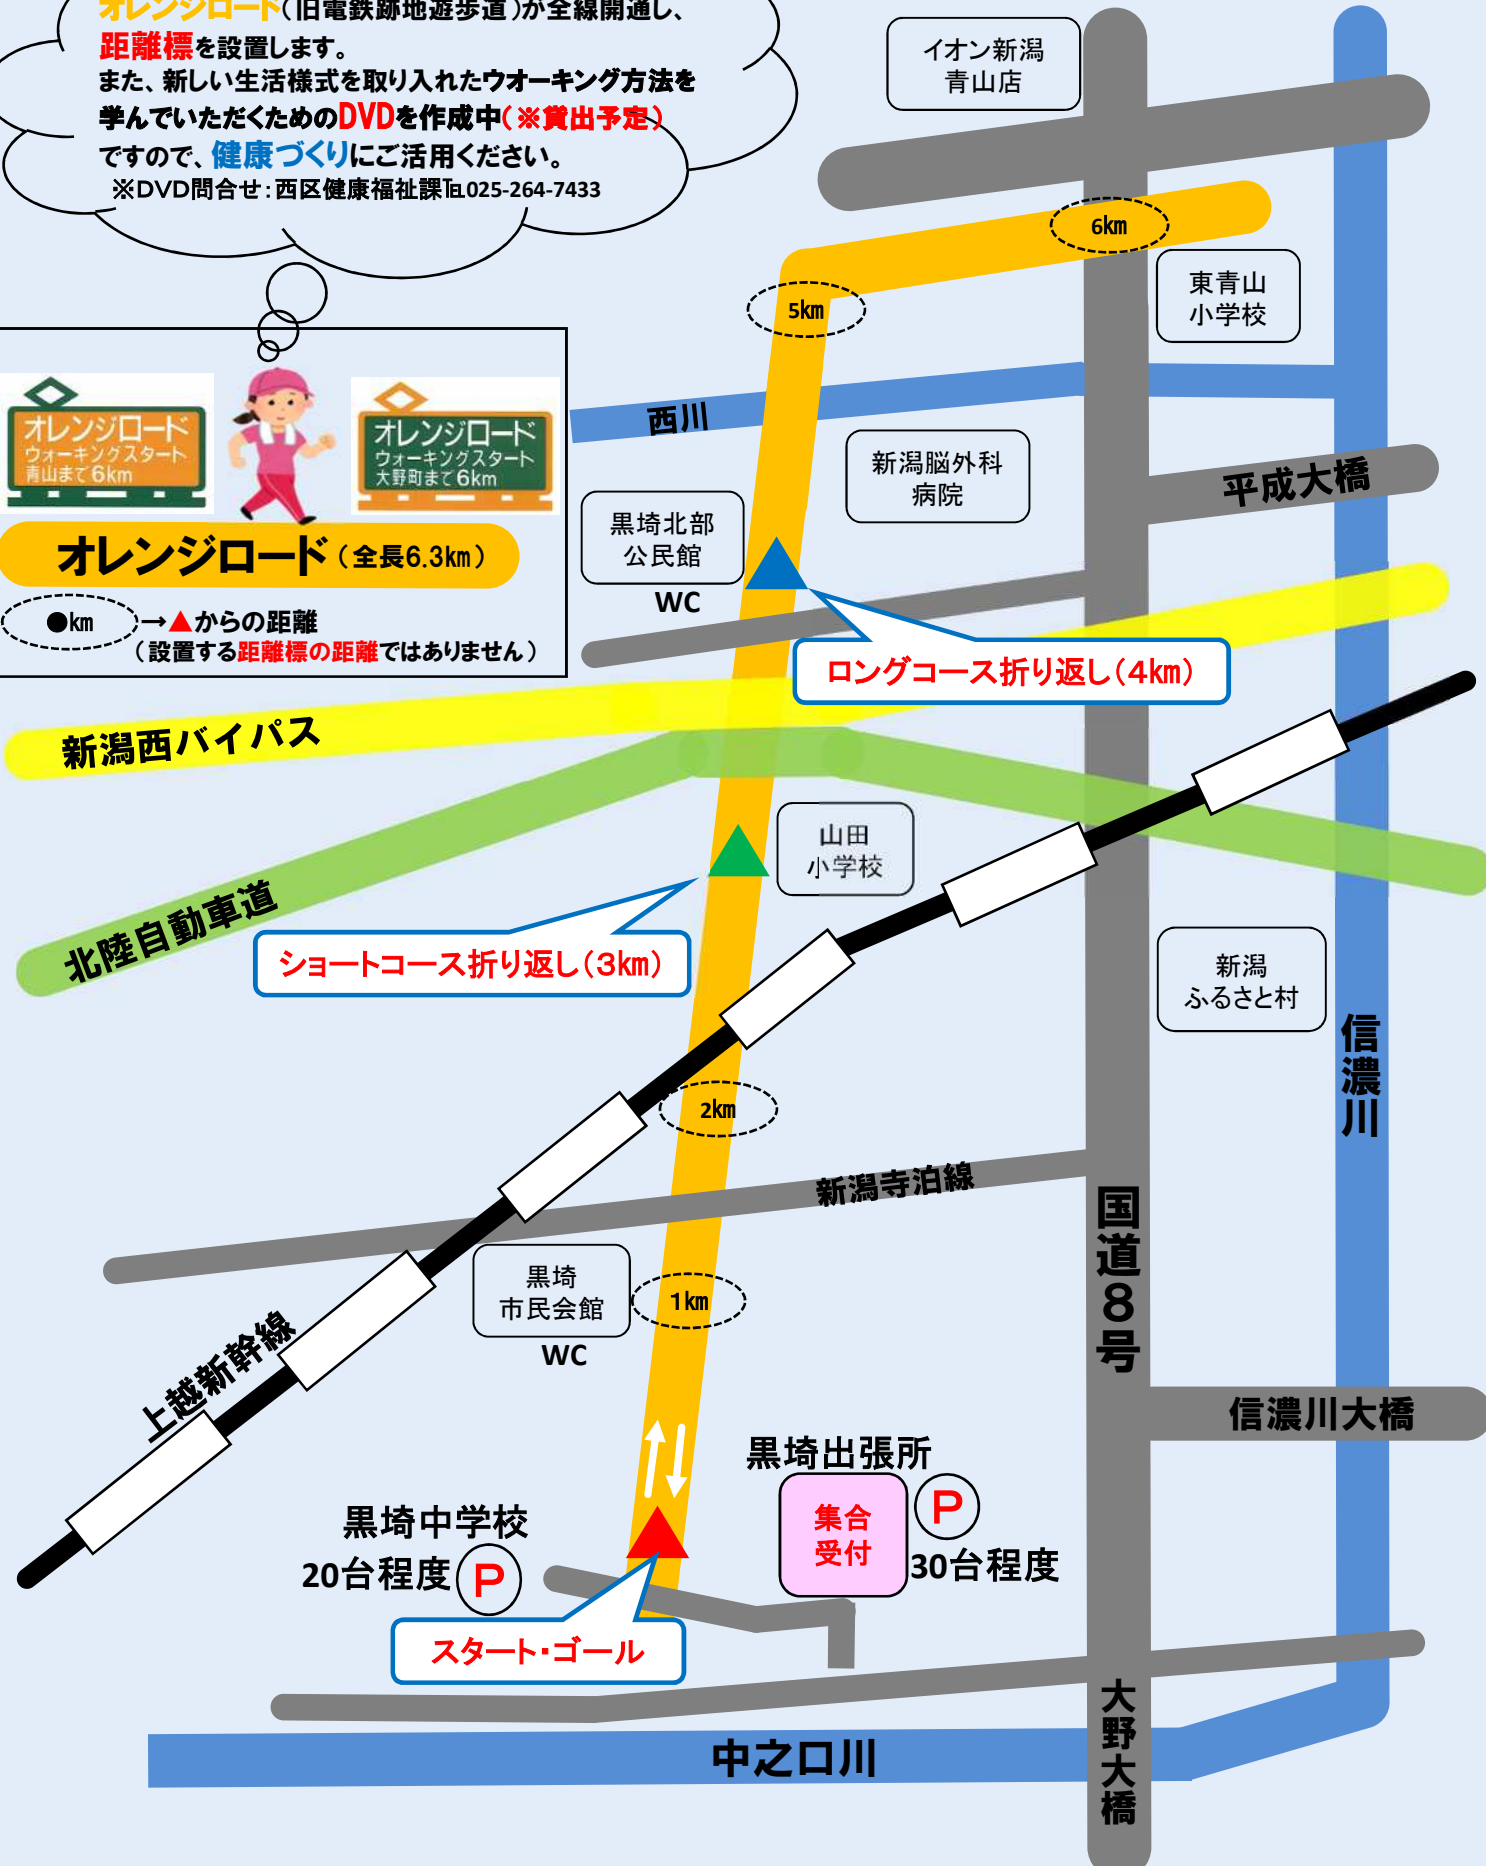 オレンジロード（旧電鉄跡地遊歩道）が全線開通し、
距離標を設置します。
また、新しい生活様式を取り入れたウオーキング方法を
学んでいただくためのDVDを作成中（※貸出予定）
ですので、健康づくりにご活用ください。
※DVD問合せ：西区健康福祉課℡025-264-7433
オレンジロード
ウォーキングスタート
青山まで6km
オレンジロード
ウォーキングスタート
大野町まで6km
オレンジロード（全長6.3㎞）
●km →▲からの距離
（設置する距離標の距離ではありません）
イオン新潟
青山店
6㎞
東青山
小学校
5㎞
西川
新潟脳外科
病院
平成大橋
黒埼北部
公民館
WC
ロングコース折り返し（4㎞）
新潟西バイパス
山田
小学校
北陸自動車道
ショートコース折り返し（3㎞）
新潟
ふるさと村
信濃川
2㎞
新潟寺泊線
国道8号
黒埼
市民会館
WC
1㎞
上越新幹線
信濃川大橋
黒埼出張所
集合
受付
P
30台程度
黒埼中学校
20台程度
P
スタート・ゴール
大野大橋
中之口川